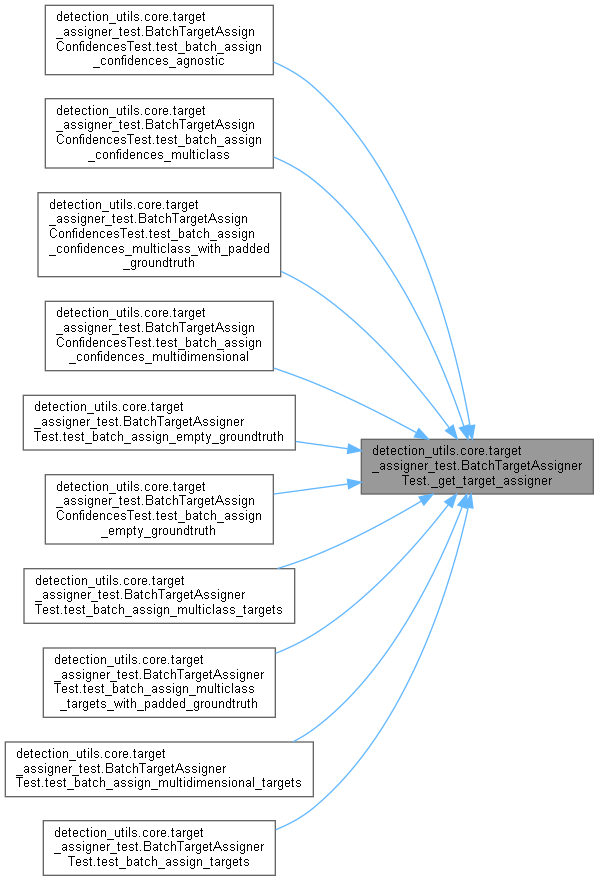 detection_utils.core.target
_assigner_test.BatchTargetAssign
ConfidencesTest.test_batch_assign
_confidences_agnostic
detection_utils.core.target
_assigner_test.BatchTargetAssign
ConfidencesTest.test_batch_assign
_confidences_multiclass
detection_utils.core.target
_assigner_test.BatchTargetAssign
ConfidencesTest.test_batch_assign
_confidences_multiclass_with_padded
_groundtruth
detection_utils.core.target
_assigner_test.BatchTargetAssign
ConfidencesTest.test_batch_assign
_confidences_multidimensional
detection_utils.core.target
_assigner_test.BatchTargetAssigner
Test.test_batch_assign_empty_groundtruth
detection_utils.core.target
_assigner_test.BatchTargetAssigner
Test._get_target_assigner
detection_utils.core.target
_assigner_test.BatchTargetAssign
ConfidencesTest.test_batch_assign
_empty_groundtruth
detection_utils.core.target
_assigner_test.BatchTargetAssigner
Test.test_batch_assign_multiclass_targets
detection_utils.core.target
_assigner_test.BatchTargetAssigner
Test.test_batch_assign_multiclass
_targets_with_padded_groundtruth
detection_utils.core.target
_assigner_test.BatchTargetAssigner
Test.test_batch_assign_multidimensional_targets
detection_utils.core.target
_assigner_test.BatchTargetAssigner
Test.test_batch_assign_targets